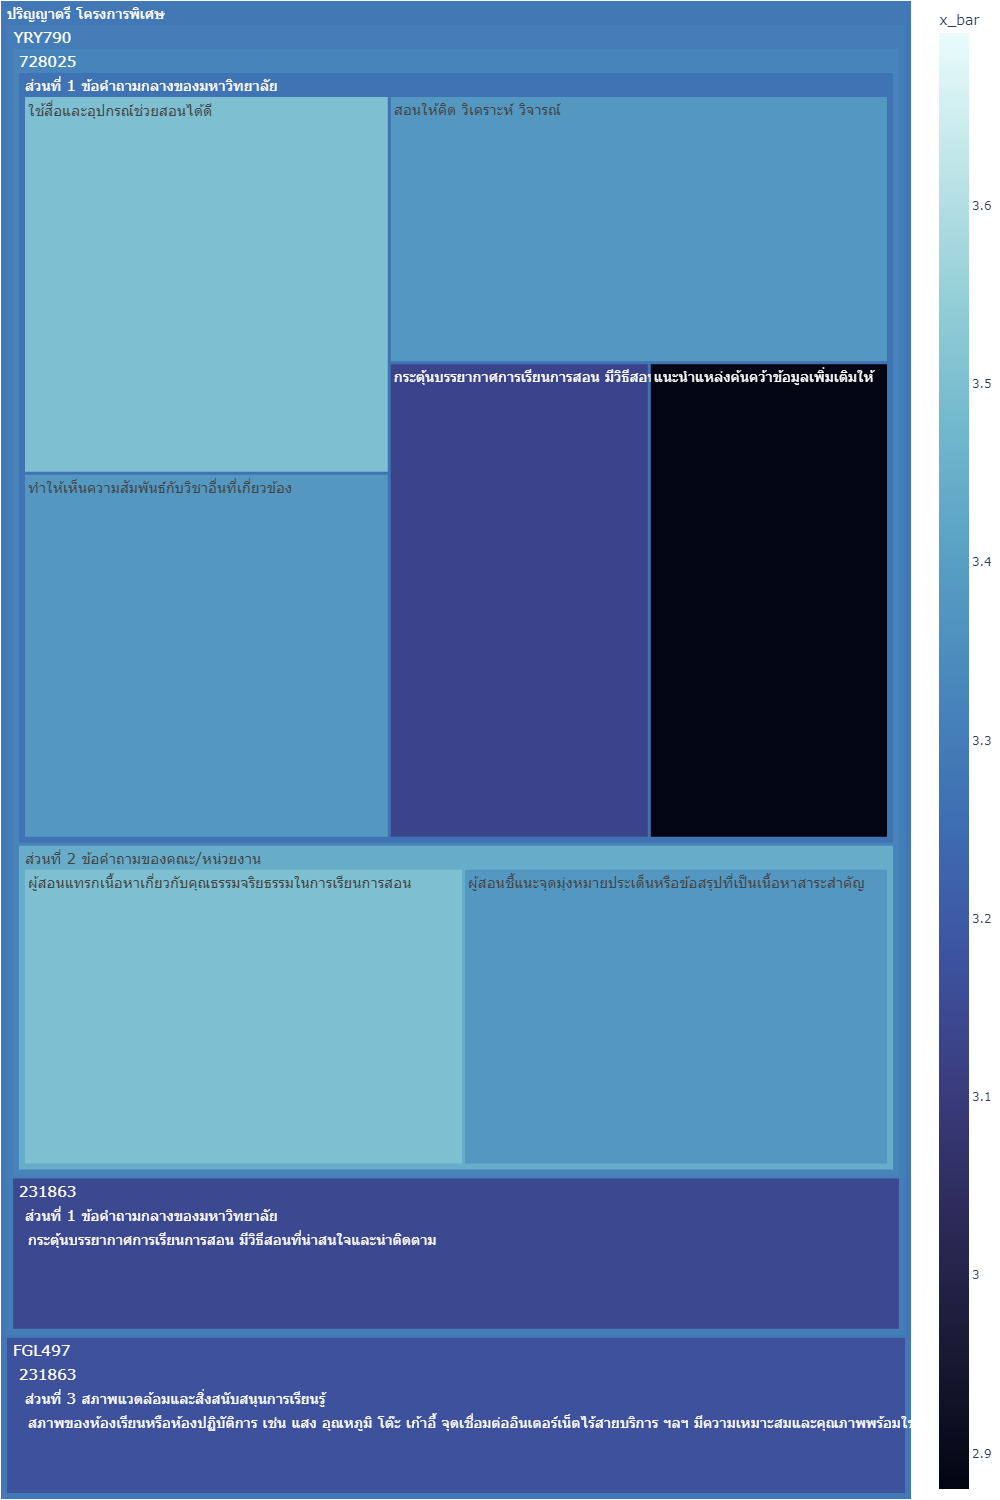 ปริญญาตรี โครงการพิเศษ
x_bar
YRY790
728025
ส่วนที่ 1 ข้อคำถามกลางของมหาวิทยาลัย
ใช้สื่อและอุปกรณ์ช่วยสอนได้ดี
สอนให้คิด วิเคราะห์ วิจารณ์
กระตุ้นบรรยากาศการเรียนการสอน มีวิธีสอน
แนะนำแหล่งค้นคว้าข้อมูลเพิ่มเติมให้
ทำให้เห็นความสัมพันธ์กับวิชาอื่นที่เกี่ยวข้อง
ส่วนที่ 2 ข้อคำถามของคณะ/หน่วยงาน
ผู้สอนแทรกเนื้อหาเกี่ยวกับคุณธรรมจริยธรรมในการเรียนการสอน
ผู้สอนชี้แนะจุดมุ่งหมายประเด็นหรือข้อสรุปที่เป็นเนื้อหาสาระสำคัญ
231863
ส่วนที่ 1 ข้อคำถามกลางของมหาวิทยาลัย
กระตุ้นบรรยากาศการเรียนการสอน มีวิธีสอนที่น่าสนใจและน่าติดตาม
FGL497
231863
ส่วนที่ 3 สภาพแวดล้อมและสิ่งสนับสนุนการเรียนรู้
สภาพของห้องเรียนหรือห้องปฏิบัติการ เช่น แสง อุณหภูมิ โต๊ะ เก้าอี้ จุดเชื่อมต่ออินเตอร์เน็ตไร้สายบริการ ฯลฯ มีความเหมาะสมและคุณภาพพร้อมใช
3.6
3.5
3.4
3.3
3.2
3.1
3
2.9